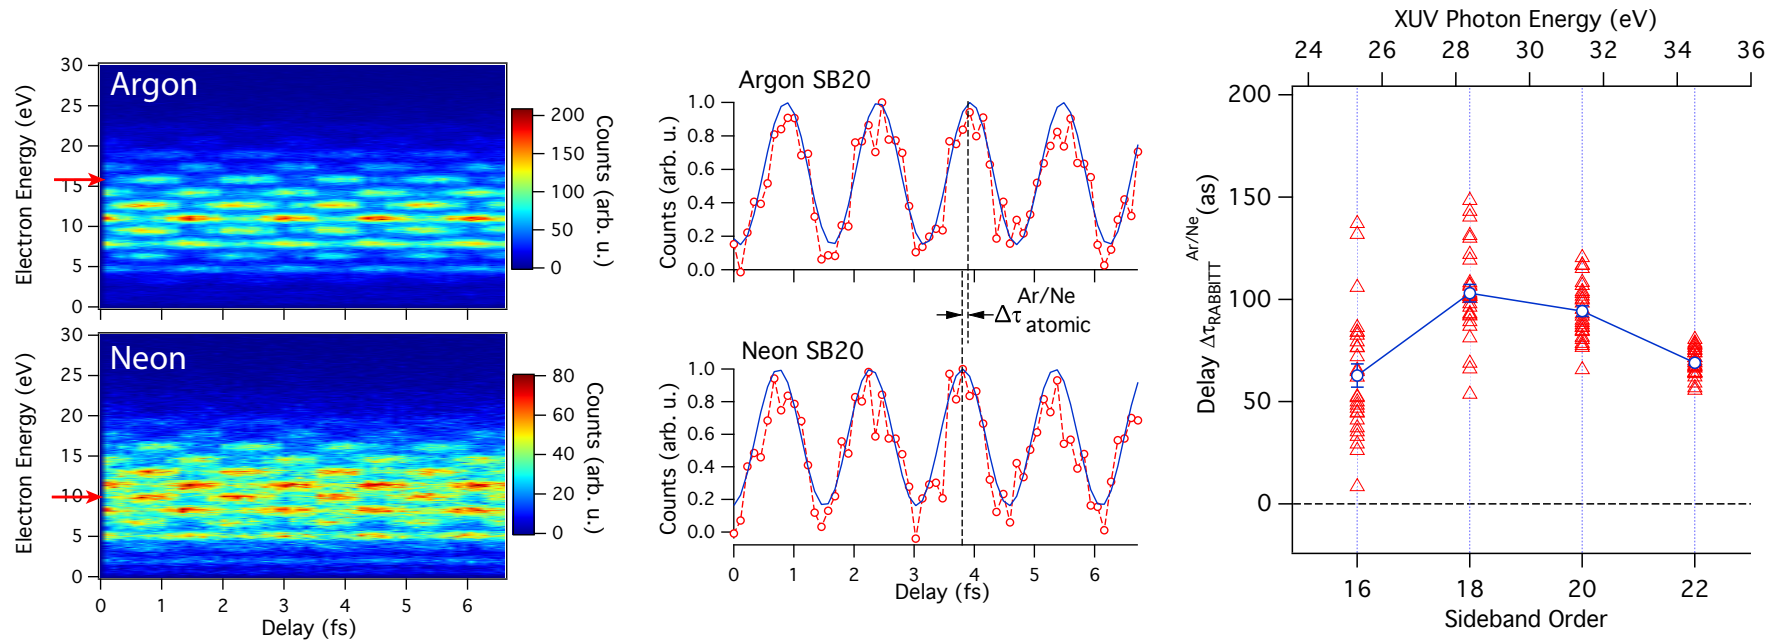 Argon
Electron Energy (eV)
30
25
20
15
10
5
0
200
150
100
50
0
Counts (arb. u.)
Neon
Electron Energy (eV)
30
25
20
15
10
5
0
80
60
40
20
0
Counts (arb. u.)
0 1 2 3 4 5 6
Delay (fs)
Argon SB20
Counts (arb. u.)
1.0
0.8
0.6
0.4
0.2
0.0
Δτ Ar/Ne atomic
Neon SB20
Counts (arb. u.)
1.0
0.8
0.6
0.4
0.2
0.0
0 1 2 3 4 5 6
Delay (fs)
XUV Photon Energy (eV)
24 26 28 30 32 34 36
Delay Δτ RABBITT Ar/Ne (as)
200
150
100
50
0
16 18 20 22
Sideband Order